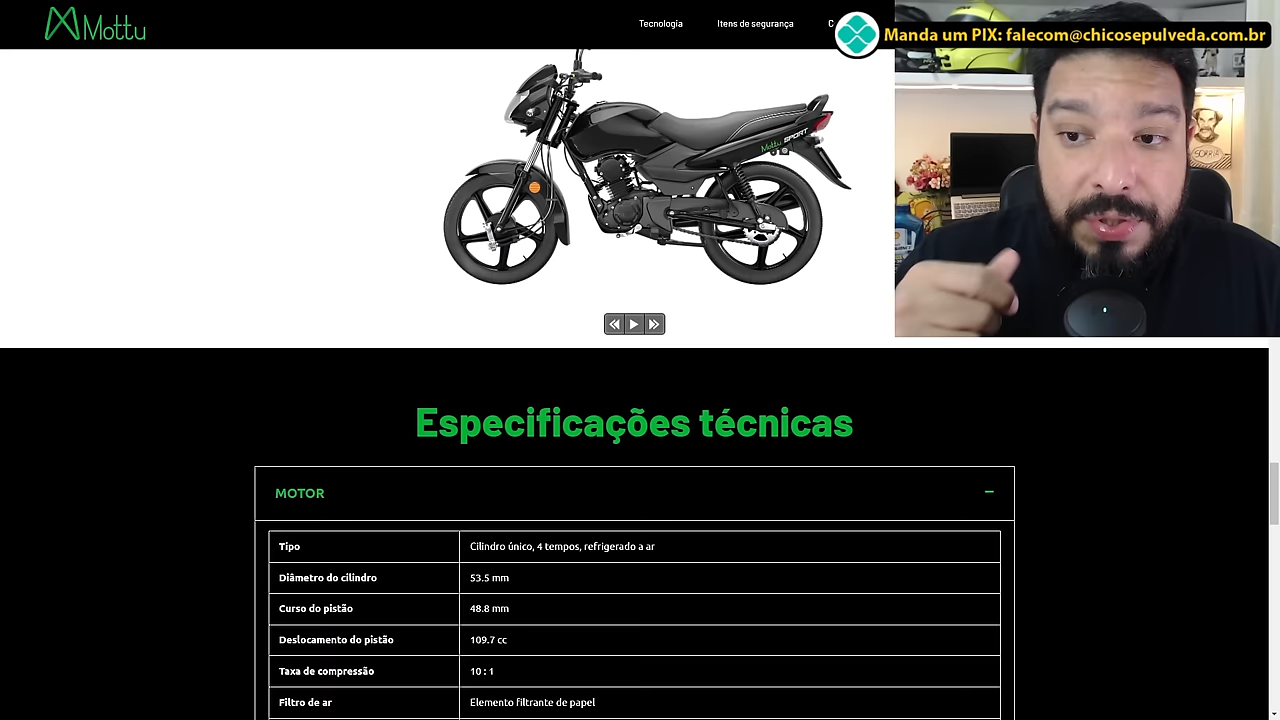 Mottu
Tecnologia
Itens de segurança
C
Manda um PIX: falecom@chicosepulveda.com.br
Mottu SPORT
SORRIA
Especificações técnicas
MOTOR
Tipo
Cilindro único, 4 tempos, refrigerado a ar
Diâmetro do cilindro
53.5 mm
Curso do pistão
48.8 mm
Deslocamento do pistão
109.7 cc
Taxa de compressão
10 : 1
Filtro de ar
Elemento filtrante de papel